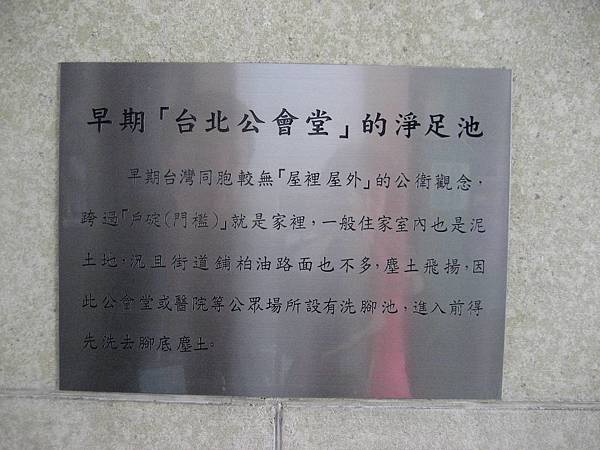 早期「台北公會堂」的淨足池
早期台灣同胞較無「屋裡屋外」的公衛觀念，
跨過「戶碇(門檻)」就是家裡，一般住家室內也是泥
土地，況且街道鋪柏油路面也不多，塵土飛揚，因
此公會堂或醫院等公眾場所設有洗腳池，進入前得
先洗去腳底塵土。